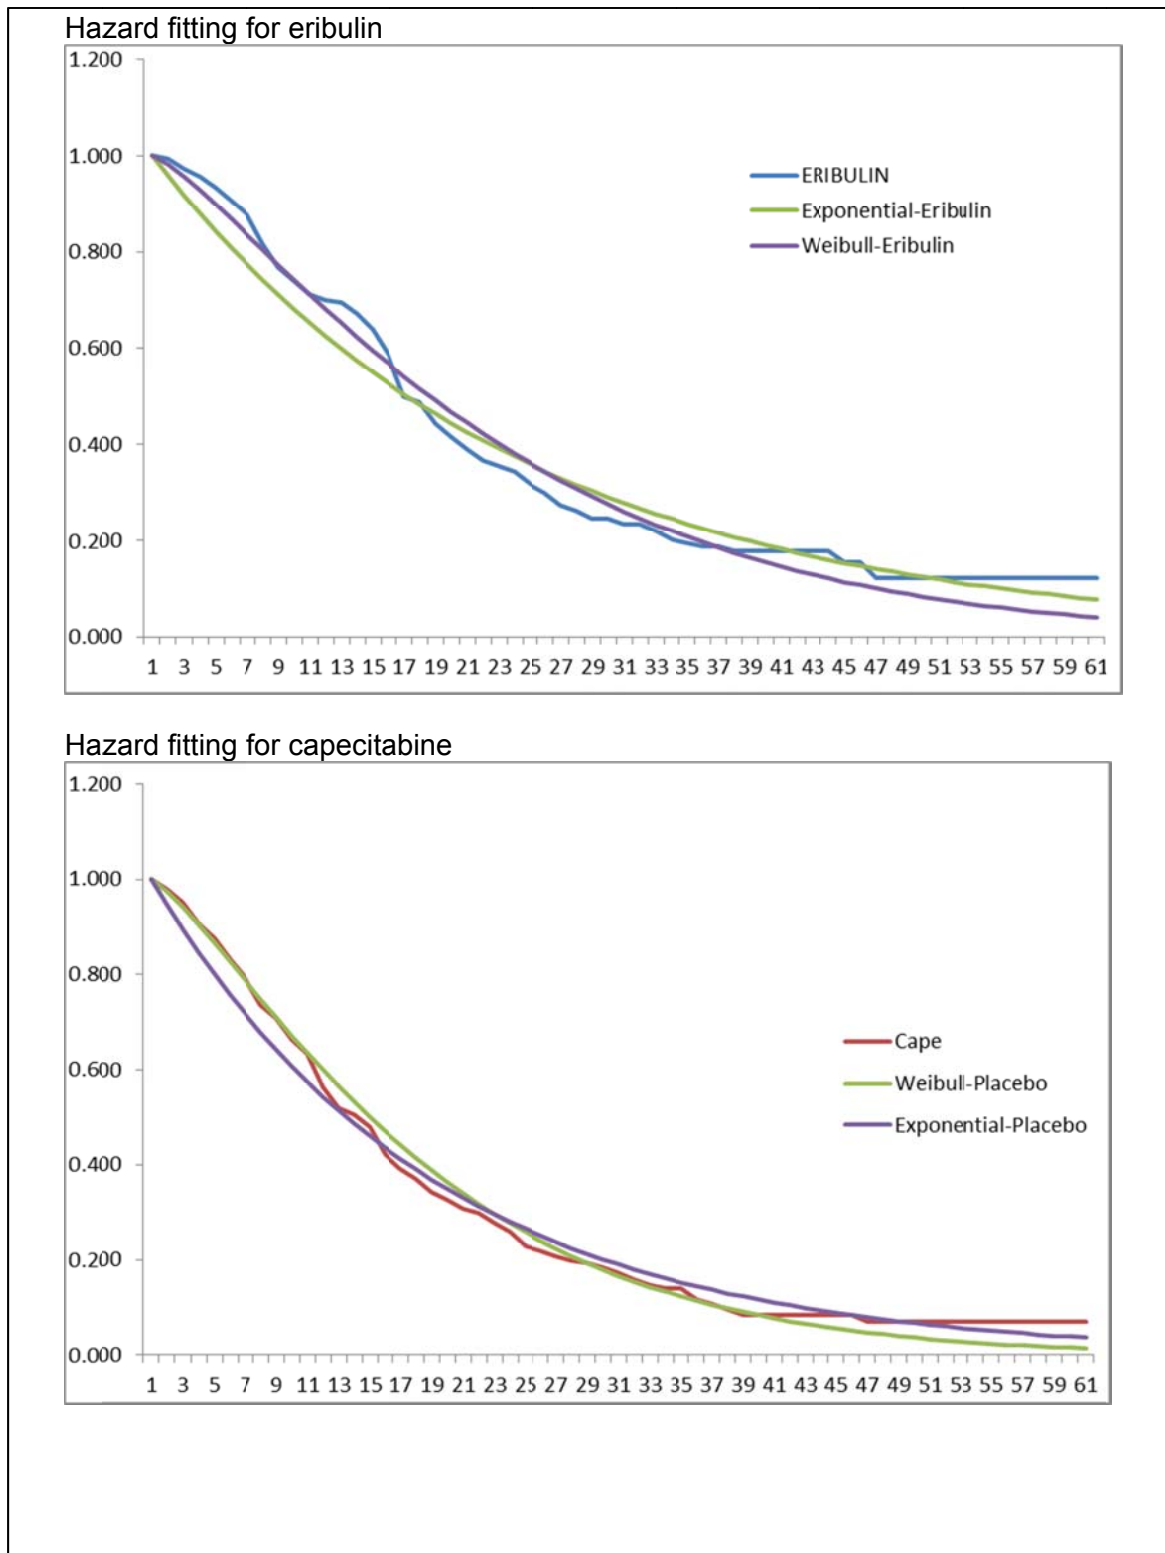 Hazard fitting for eribulin
1.200
1.000
0.800
0.600
0.400
0.200
0.000
ERIBULIN
Exponential-Eribulin
Weibull-Eribulin
1 3 5 7 9 11 13 15 17 19 21 23 25 27 29 31 33 35 37 39 41 43 45 47 49 51 53 55 57 59 61
Hazard fitting for capecitabine
1.200
1.000
0.800
0.600
0.400
0.200
0.000
Cape
Weibull-Placebo
Exponential-Placebo
1 3 5 7 9 11 13 15 17 19 21 23 25 27 29 31 33 35 37 39 41 43 45 47 49 51 53 55 57 59 61